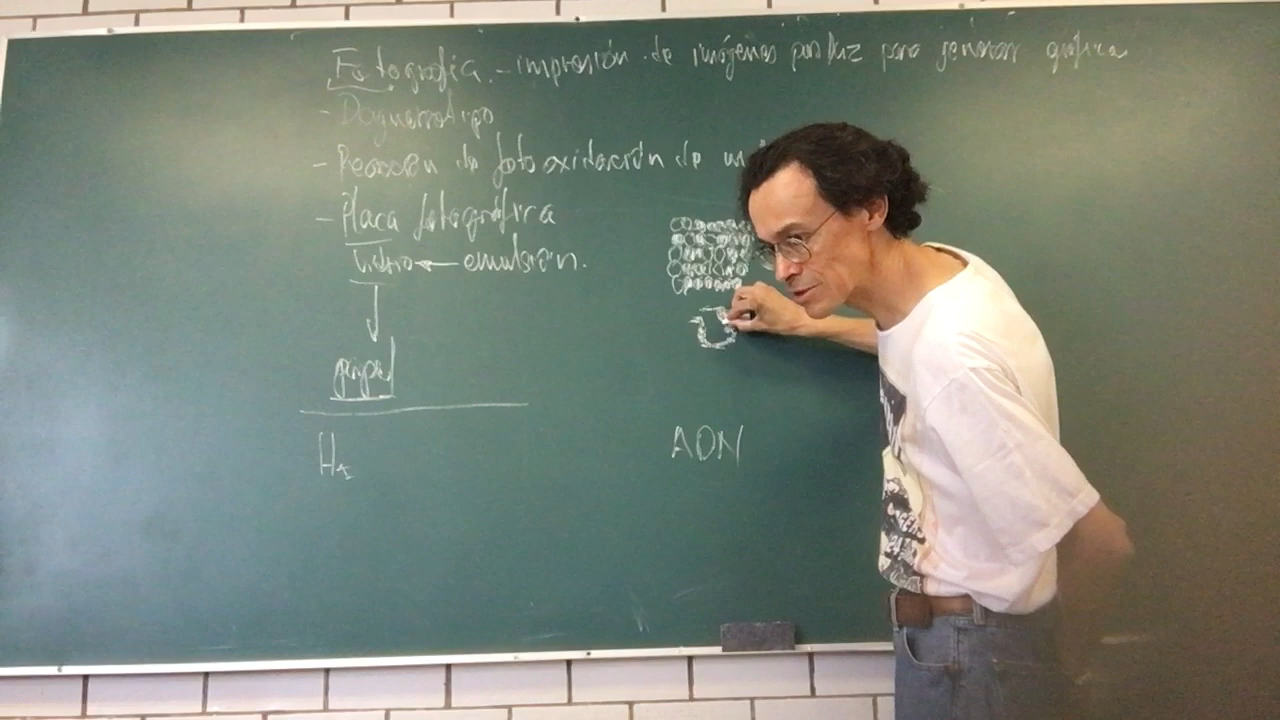 Fotografía.- impresión de imágenes por luz para generar gráfica
- Daguerrotipo
- Reacción de foto oxidación de un
- Placa fotográfica
vidrio ← emulsión.
papel
ADN